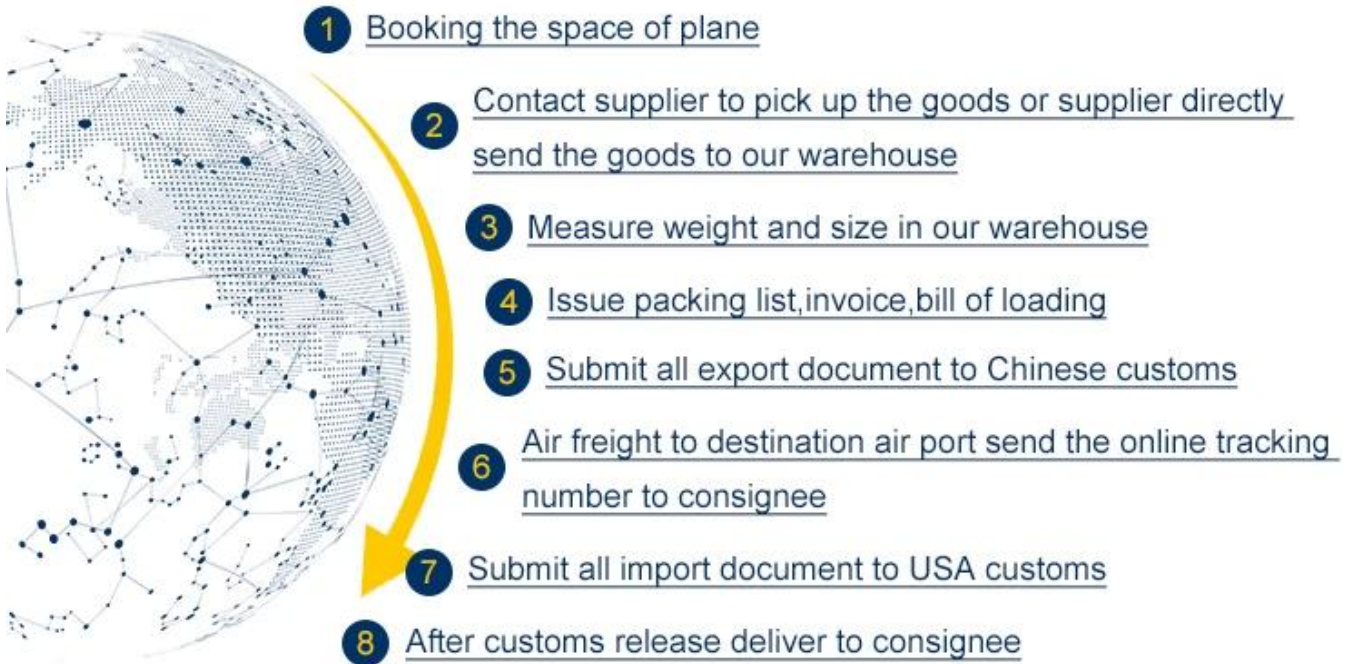 1 Booking the space of plane
2 Contact supplier to pick up the goods or supplier directly
send the goods to our warehouse
3 Measure weight and size in our warehouse
4 Issue packing list,invoice,bill of loading
5 Submit all export document to Chinese customs
6 Air freight to destination air port send the online tracking
number to consignee
7 Submit all import document to USA customs
8 After customs release deliver to consignee